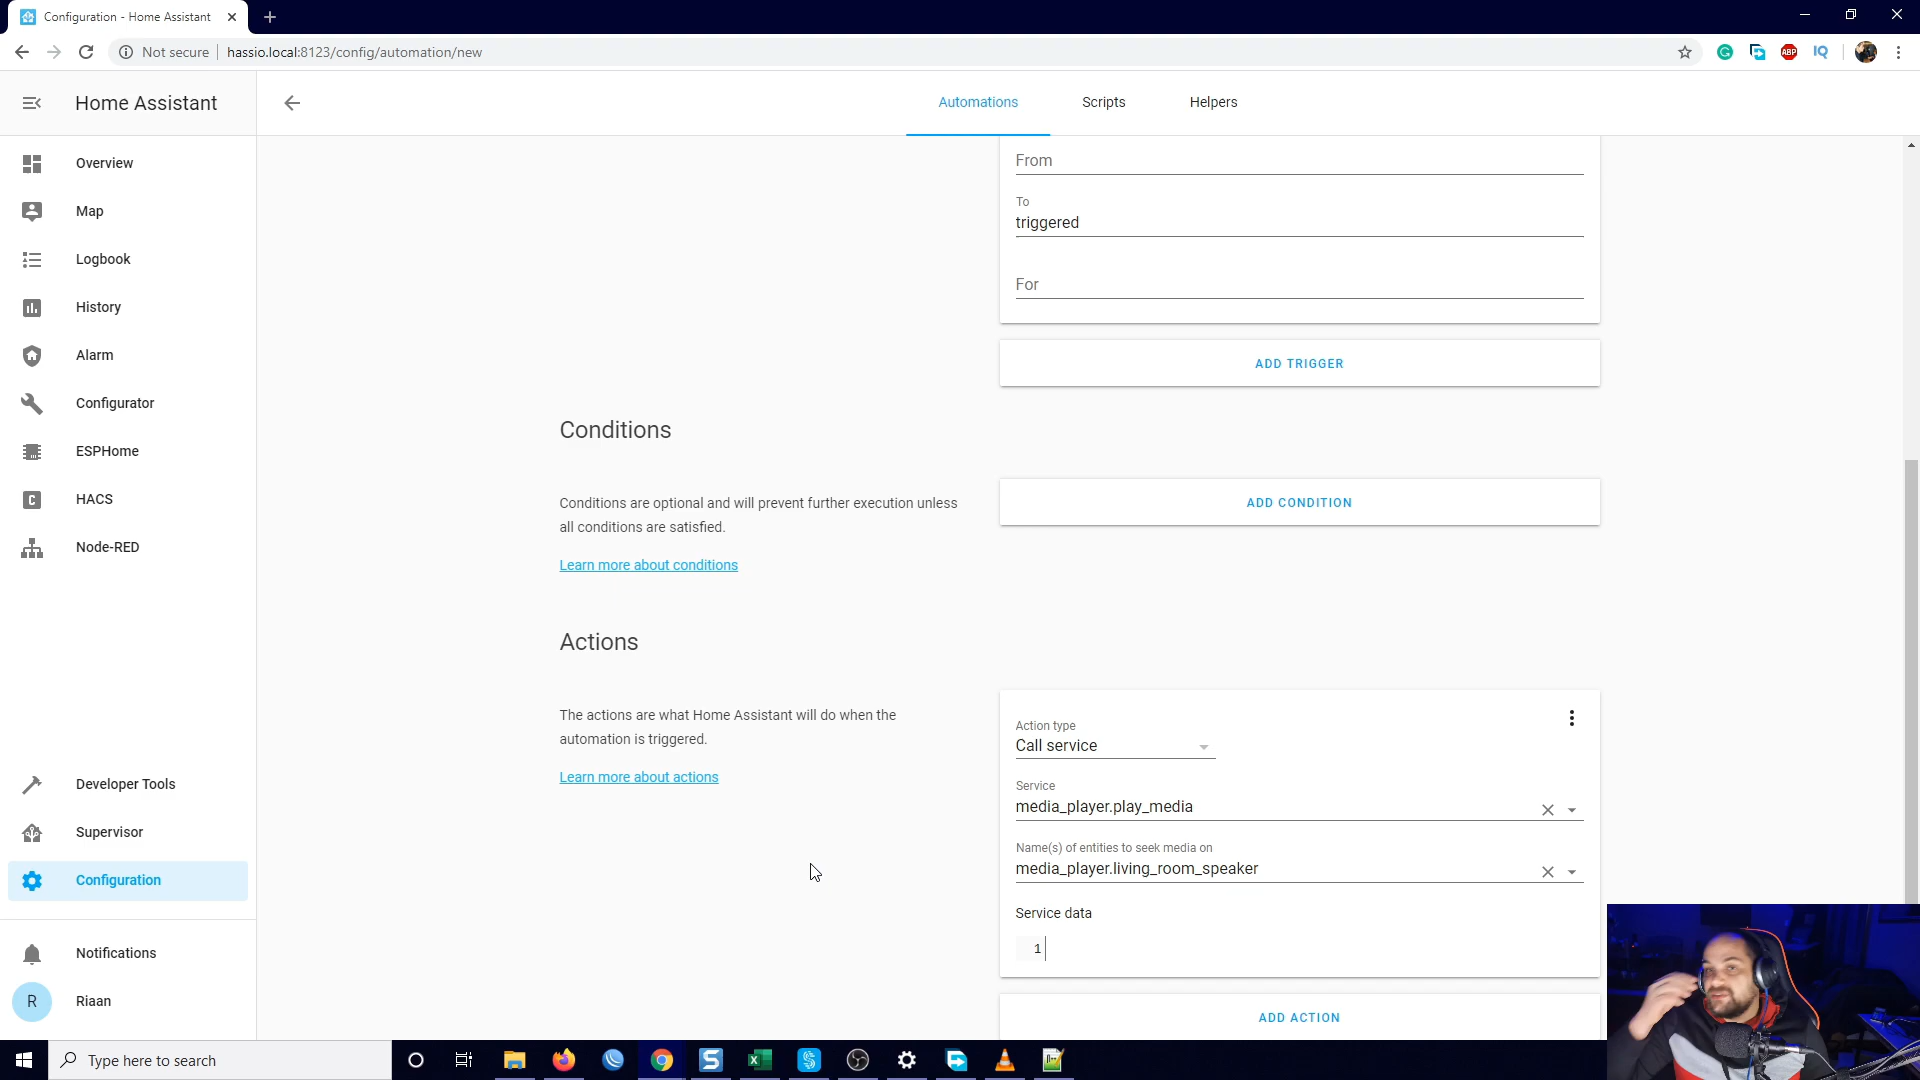 Configuration - Home Assistant
Not secure
hassio.local:8123/config/automation/new
ABP
IQ
Home Assistant
Automations
Scripts
Helpers
Overview
Map
Logbook
History
Alarm
Configurator
ESPHome
C
HACS
Node-RED
Developer Tools
Supervisor
Configuration
Notifications
R
Riaan
From
To
triggered
For
ADD TRIGGER
Conditions
Conditions are optional and will prevent further execution unless
all conditions are satisfied.
Learn more about conditions
ADD CONDITION
Actions
The actions are what Home Assistant will do when the
automation is triggered.
Learn more about actions
Action type
Call service
Service
media_player.play_media
Name(s) of entities to seek media on
media_player.living_room_speaker
Service data
1
ADD ACTION
Type here to search